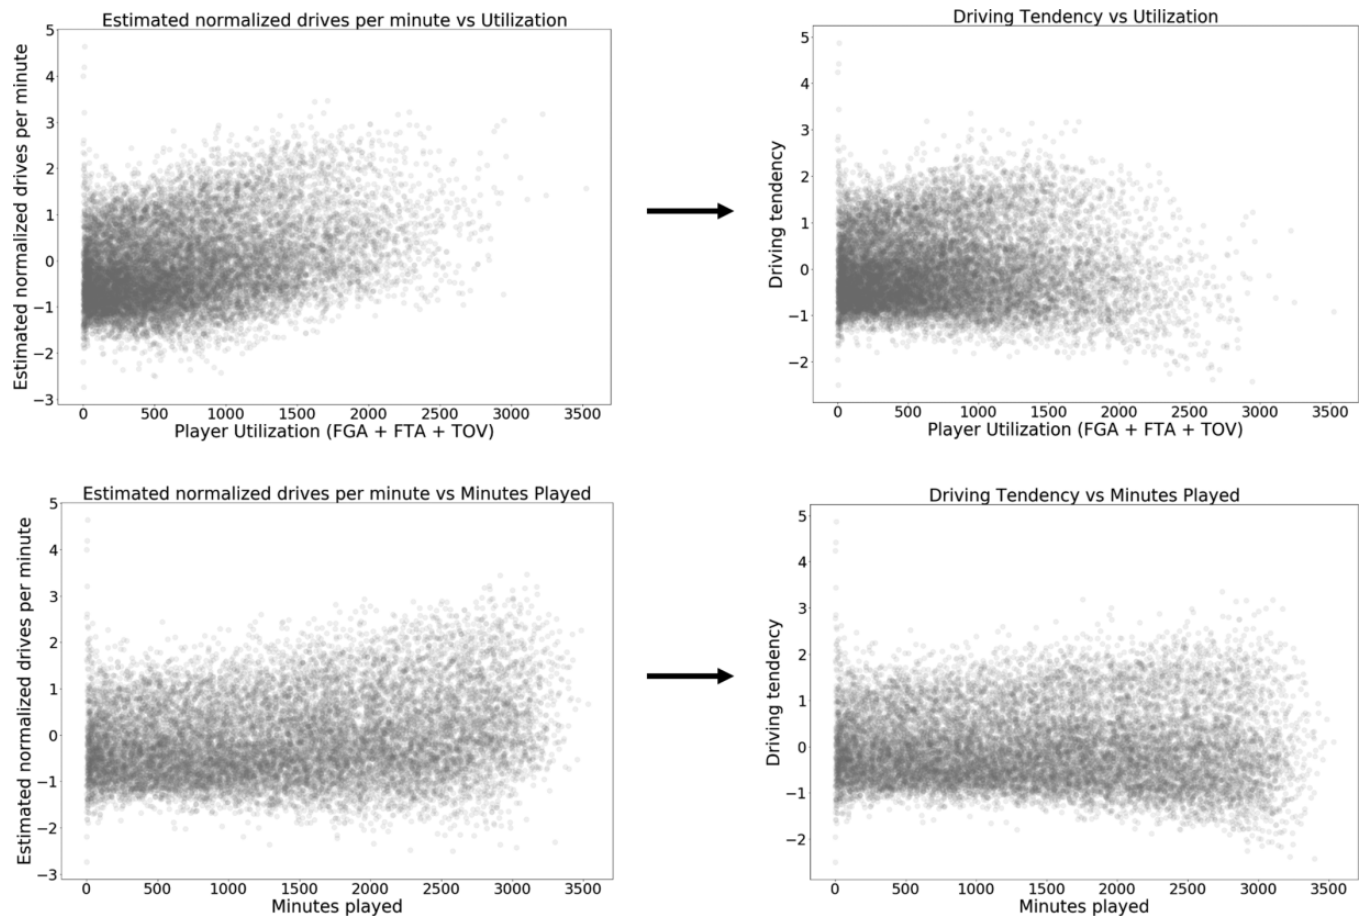 Estimated normalized drives per minute vs Utilization
Estimated normalized drives per minute
5
4
3
2
1
0
−1
−2
−3
0 500 1000 1500 2000 2500 3000 3500
Player Utilization (FGA + FTA + TOV)
Driving Tendency vs Utilization
Driving tendency
5
4
3
2
1
0
−1
−2
0 500 1000 1500 2000 2500 3000 3500
Player Utilization (FGA + FTA + TOV)
Estimated normalized drives per minute vs Minutes Played
Estimated normalized drives per minute
5
4
3
2
1
0
−1
−2
−3
0 500 1000 1500 2000 2500 3000 3500
Minutes played
Driving Tendency vs Minutes Played
Driving tendency
5
4
3
2
1
0
−1
−2
0 500 1000 1500 2000 2500 3000 3500
Minutes played